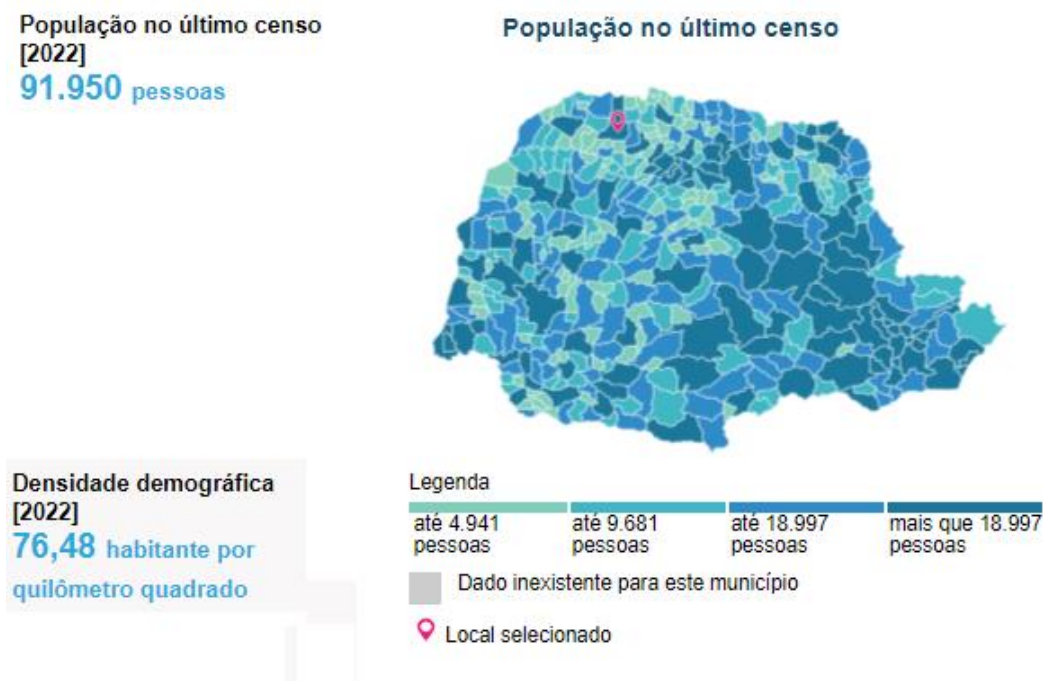 População no último censo
[2022]
91.950 pessoas
População no último censo
Densidade demográfica
[2022]
76,48 habitante por
quilômetro quadrado
Legenda
até 4.941
pessoas
até 9.681
pessoas
até 18.997
pessoas
mais que 18.997
pessoas
Dado inexistente para este município
Local selecionado